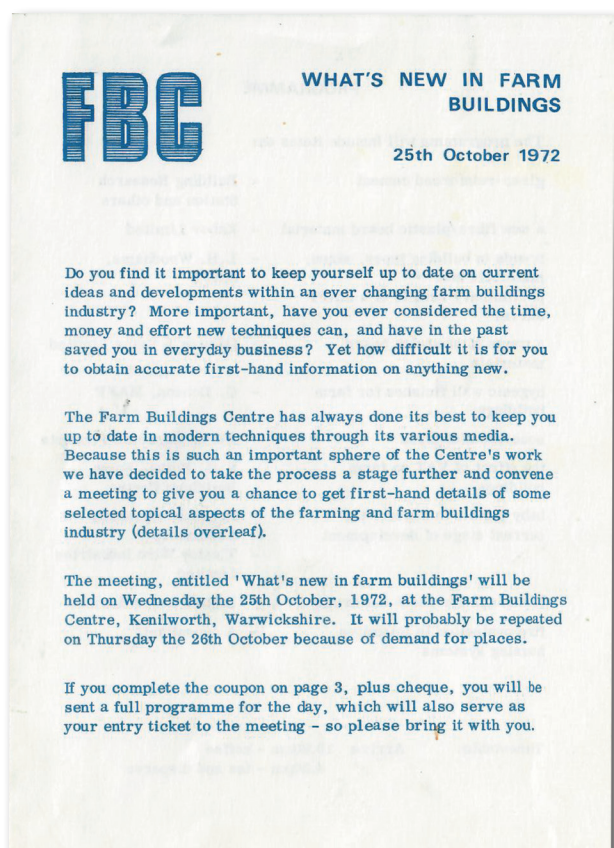 FBC
WHAT'S NEW IN FARM
BUILDINGS
25th October 1972
Do you find it important to keep yourself up to date on current
ideas and developments within an ever changing farm buildings
industry? More important, have you ever considered the time,
money and effort new techniques can, and have in the past
saved you in everyday business? Yet how difficult it is for you
to obtain accurate first-hand information on anything new.
The Farm Buildings Centre has always done its best to keep you
up to date in modern techniques through its various media.
Because this is such an important sphere of the Centre's work
we have decided to take the process a stage further and convene
a meeting to give you a chance to get first-hand details of some
selected topical aspects of the farming and farm buildings
industry (details overleaf).
The meeting, entitled 'What's new in farm buildings' will be
held on Wednesday the 25th October, 1972, at the Farm Buildings
Centre, Kenilworth, Warwickshire. It will probably be repeated
on Thursday the 26th October because of demand for places.
If you complete the coupon on page 3, plus cheque, you will be
sent a full programme for the day, which will also serve as
your entry ticket to the meeting - so please bring it with you.